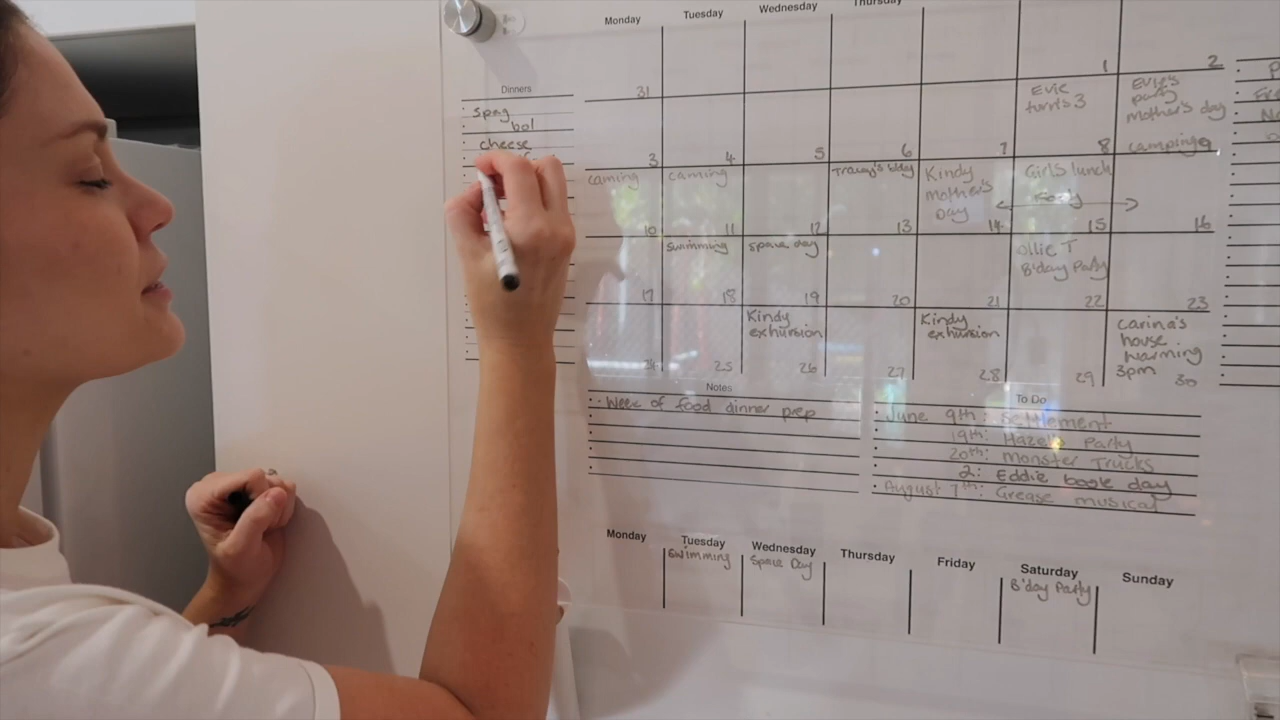 Monday Tuesday Wednesday Thursday
1 2
Dinners
31
spag
bol
cheese
Evie
turns 3
Evie's
party
Mother's day
camping
3 4 5 6 7 8 9
caming caming
Tracey's bday
Kindy
mother's
Day
Girls lunch
10 11 12 13 14 15 16
swimming
space day
Ollie T
B'day Party
17 18 19 20 21 22 23
Kindy
exhursion
Kindy
exhursion
carina's
house
warming
3pm
24 25 26 27 28 29 30
Notes
Week of food dinner prep
To Do
June 9th: Settlement
19th: Hazel's Party
20th: Monster Trucks
2: Eddie book day
August 7th: Grease musical
Monday Tuesday Wednesday Thursday Friday Saturday Sunday
Swimming Space Day B'day Party